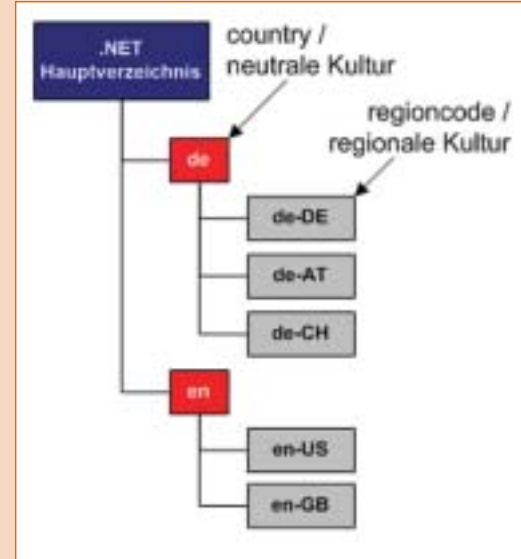 .NET
Hauptverzeichnis
country /
neutrale Kultur
de
regioncode /
regionale Kultur
de-DE
de-AT
de-CH
en
en-US
en-GB